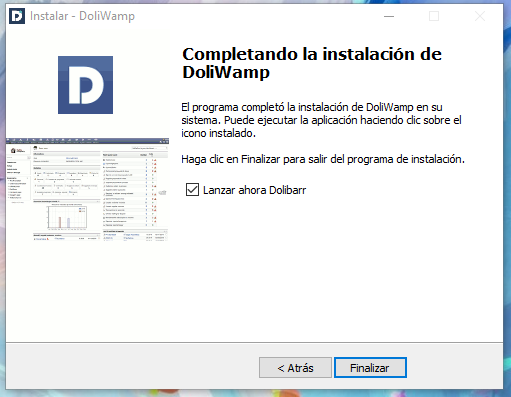 Instalar - DoliWamp
Completando la instalación de
DoliWamp
El programa completó la instalación de DoliWamp en su
sistema. Puede ejecutar la aplicación haciendo clic sobre el
icono instalado.
Haga clic en Finalizar para salir del programa de instalación.
Lanzar ahora Dolibarr
< Atrás
Finalizar